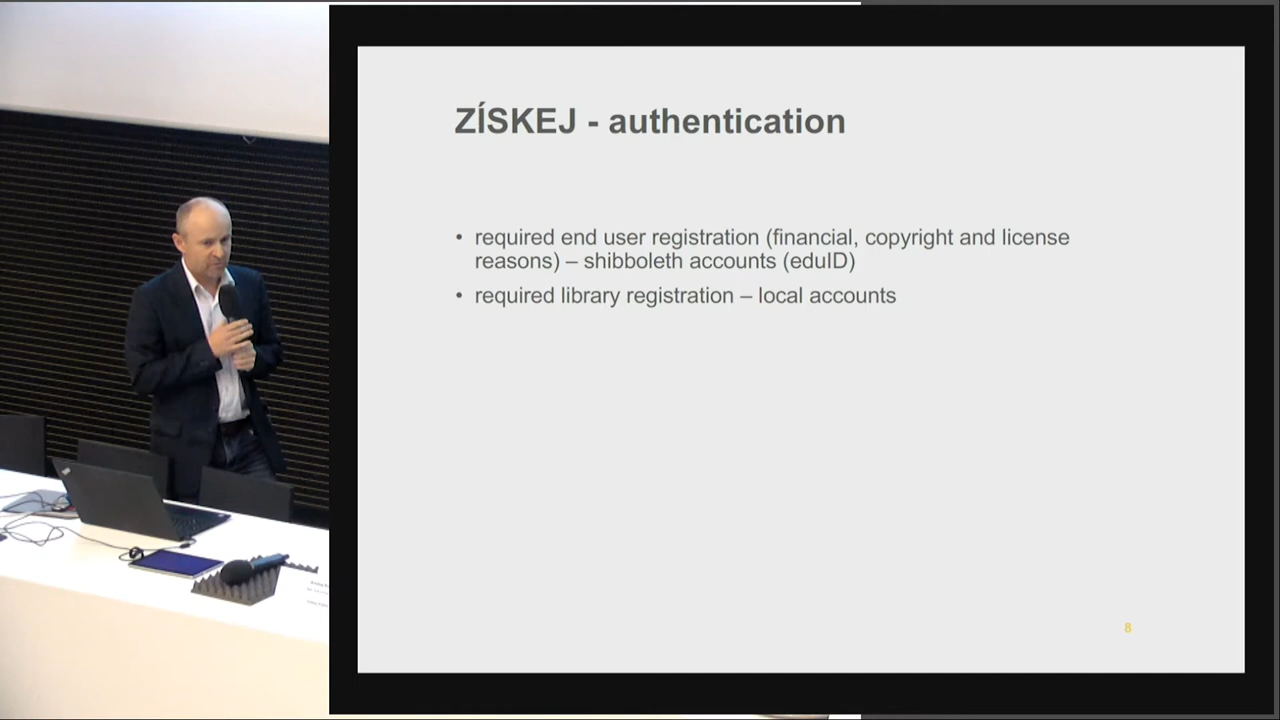 ZÍSKEJ - authentication
• required end user registration (financial, copyright and license
reasons) – shibboleth accounts (eduID)
• required library registration – local accounts
8